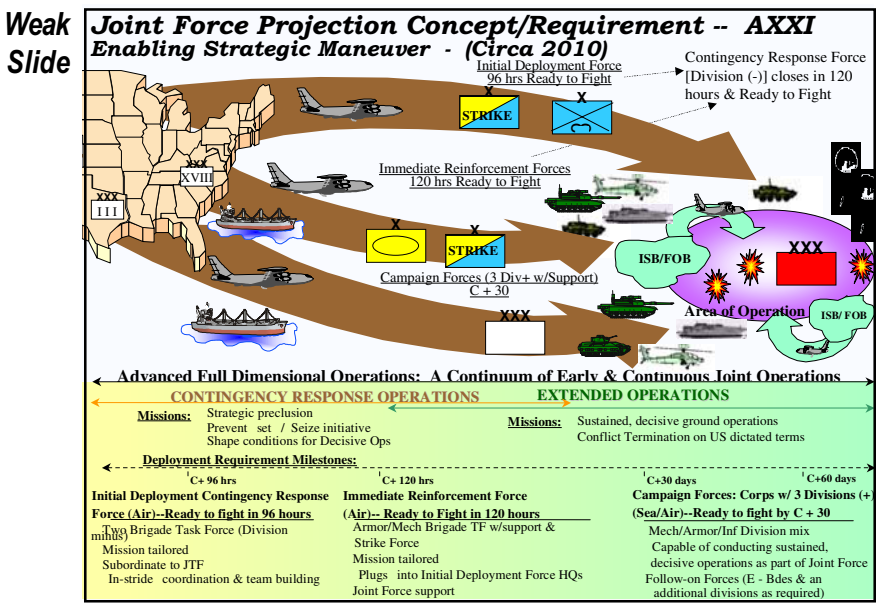 Weak
Slide
Joint Force Projection Concept/Requirement -- AXXI
Enabling Strategic Maneuver - (Circa 2010)
Initial Deployment Force
96 hrs Ready to Fight
Contingency Response Force
[Division (-)] closes in 120
hours & Ready to Fight
X
STRIKE
X
XXX
XVIII
XXX
I I I
Immediate Reinforcement Forces
120 hrs Ready to Fight
X
X
STRIKE
Campaign Forces (3 Div+ w/Support)
C + 30
XXX
ISB/FOB
XXX
Area of Operation
ISB/ FOB
Advanced Full Dimensional Operations: A Continuum of Early & Continuous Joint Operations
CONTINGENCY RESPONSE OPERATIONS
EXTENDED OPERATIONS
Missions: Strategic preclusion
Prevent set / Seize initiative
Shape conditions for Decisive Ops
Missions: Sustained, decisive ground operations
Conflict Termination on US dictated terms
Deployment Requirement Milestones:
C+ 96 hrs
C+ 120 hrs
C+30 days
C+60 days
Initial Deployment Contingency Response
Force (Air)--Ready to fight in 96 hours
Two Brigade Task Force (Division
minus)
Mission tailored
Subordinate to JTF
In-stride coordination & team building
Immediate Reinforcement Force
(Air)-- Ready to Fight in 120 hours
Armor/Mech Brigade TF w/support &
Strike Force
Mission tailored
Plugs into Initial Deployment Force HQs
Joint Force support
Campaign Forces: Corps w/ 3 Divisions (+)
(Sea/Air)--Ready to fight by C + 30
Mech/Armor/Inf Division mix
Capable of conducting sustained,
decisive operations as part of Joint Force
Follow-on Forces (E - Bdes & an
additional divisions as required)